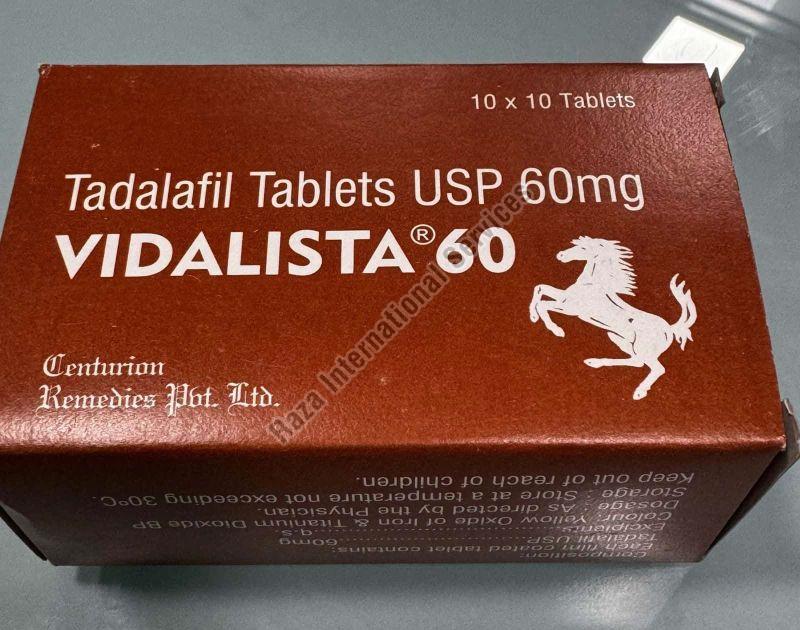 10 x 10 Tablets
Tadalafil Tablets USP 60mg
VIDALISTA® 60
Centurion
Remedies Pvt. Ltd.
Raza International Services
Composition:
Each film coated tablet contains:
Tadalafil USP..................60mg
Excipients..................q.s
Colour: Yellow Oxide of Iron & Titanium Dioxide BP
Dosage : As directed by the Physician.
Storage : Store at a temperature not exceeding 30°C.
Keep out of reach of children.